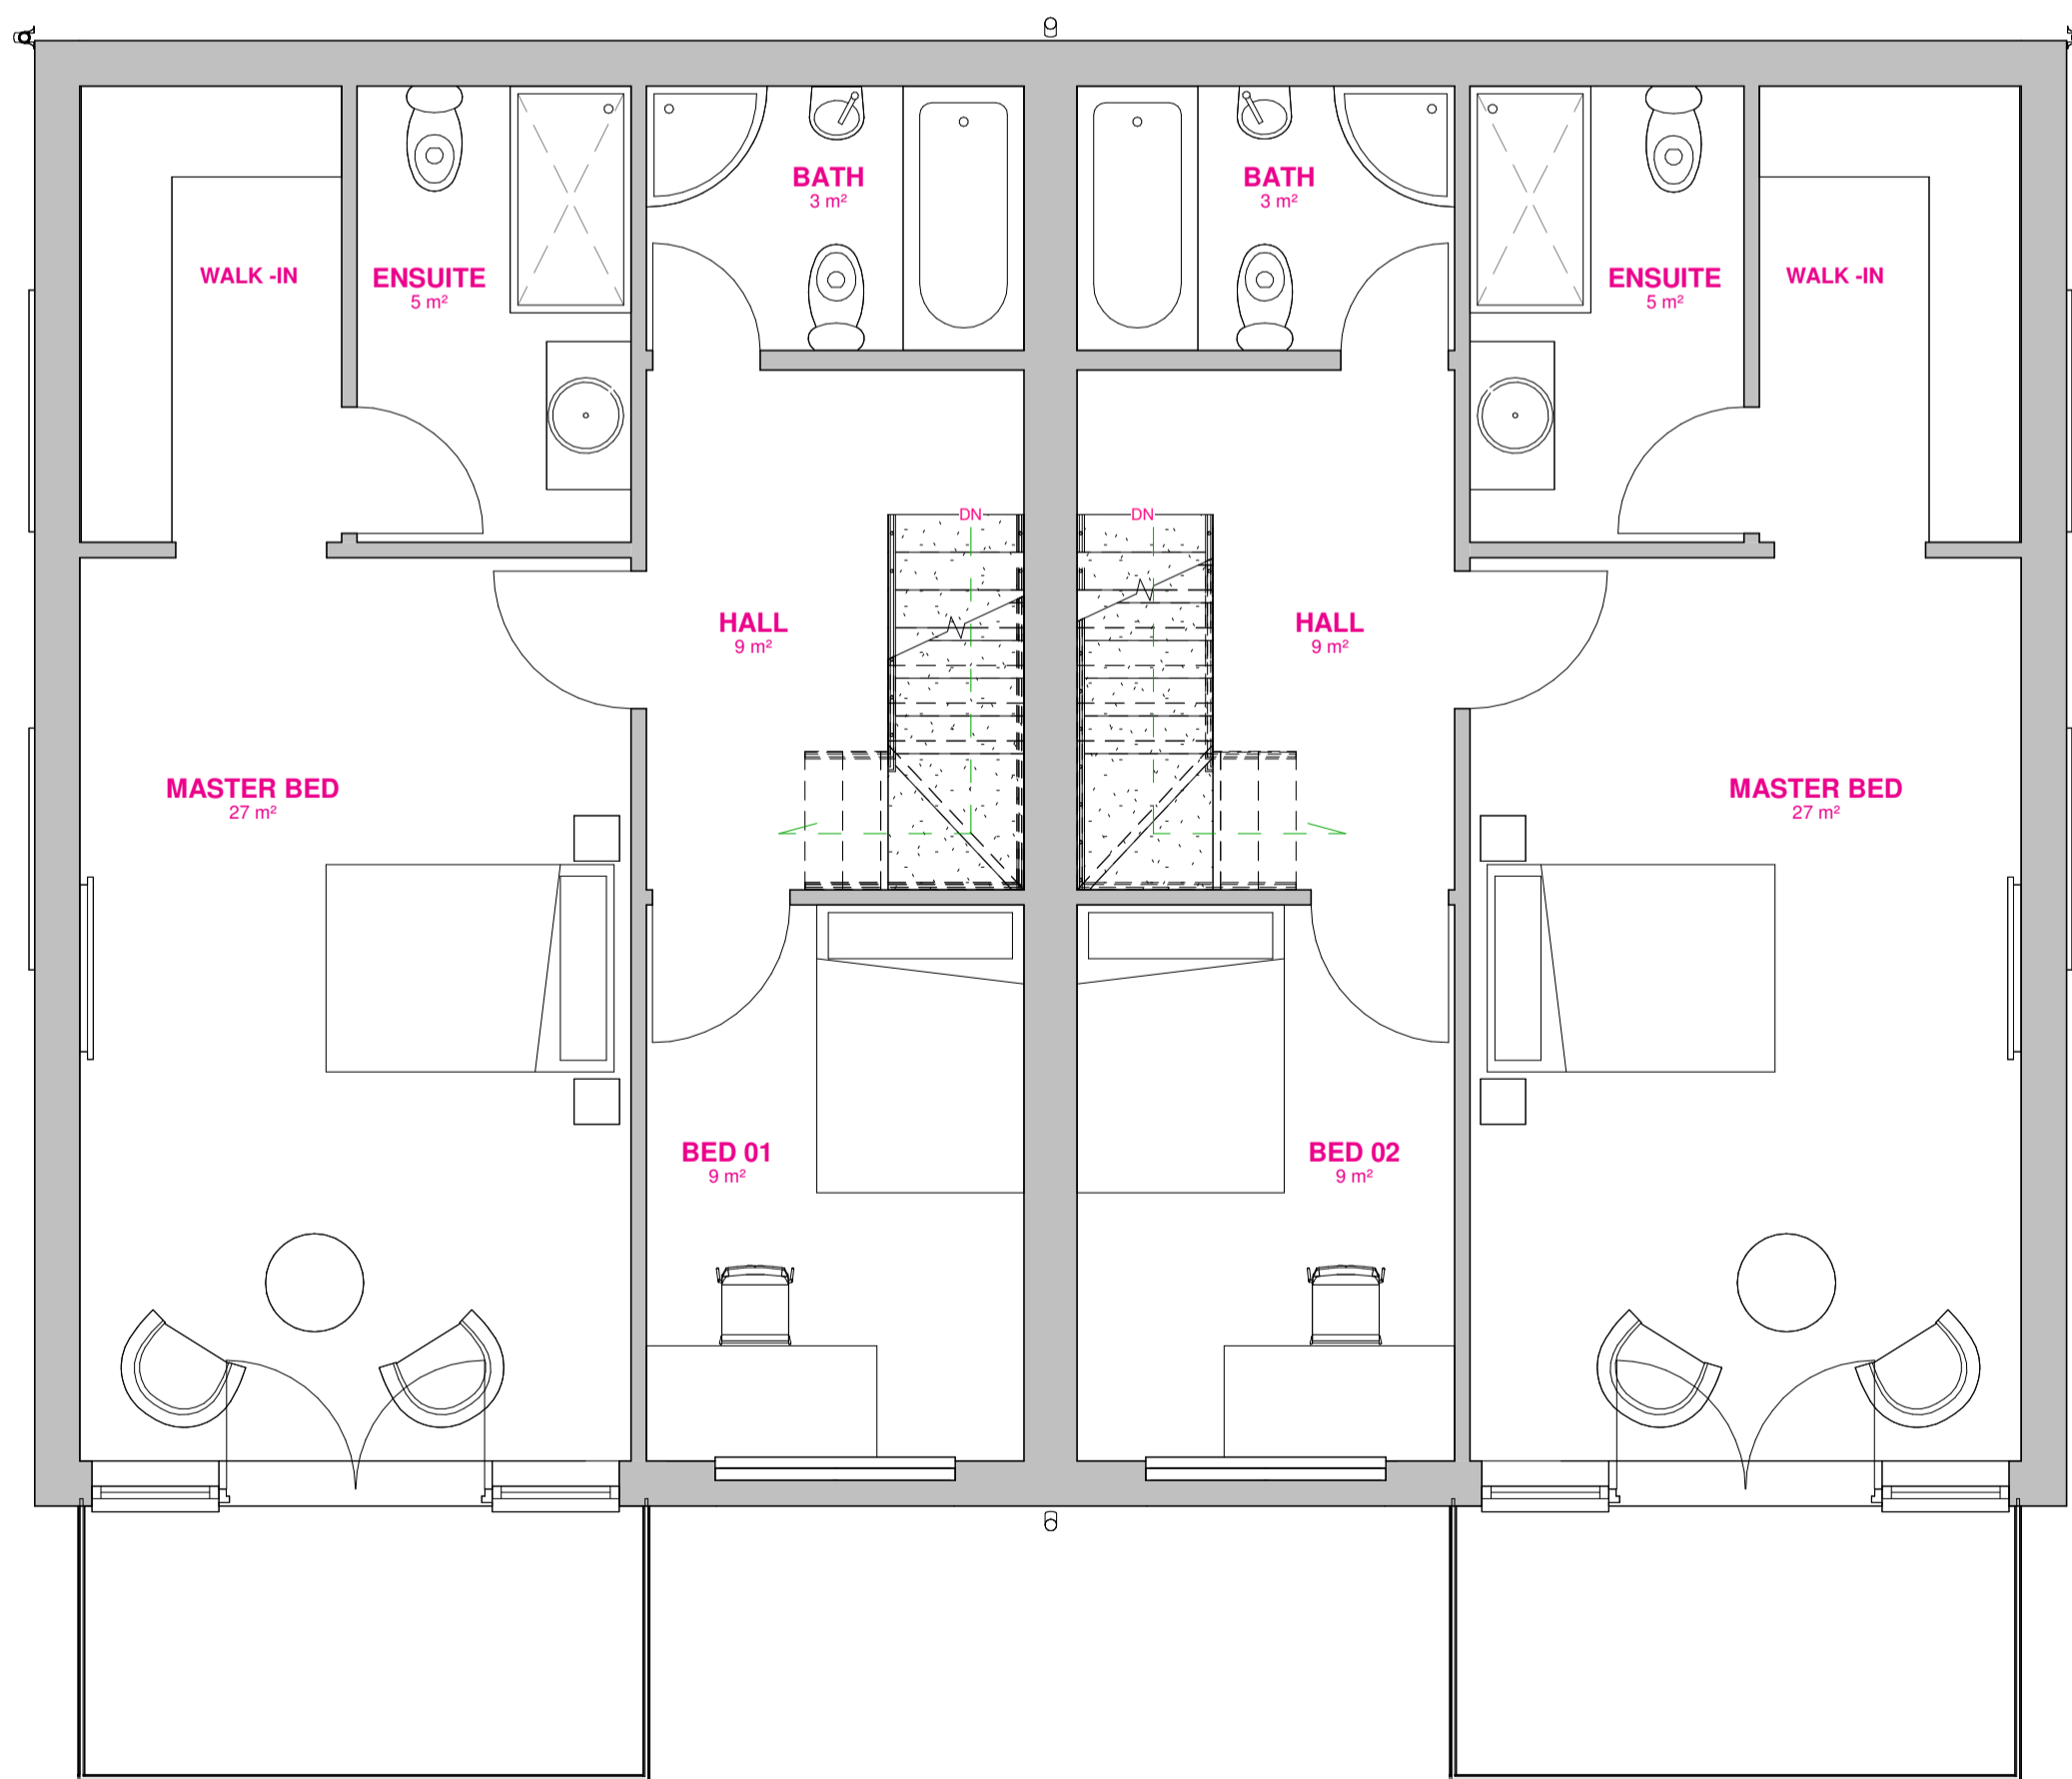 BATH
3 m²
BATH
3 m²
WALK -IN
ENSUITE
5 m²
ENSUITE
5 m²
WALK -IN
DN
DN
HALL
9 m²
HALL
9 m²
MASTER BED
27 m²
MASTER BED
27 m²
BED 01
9 m²
BED 02
9 m²